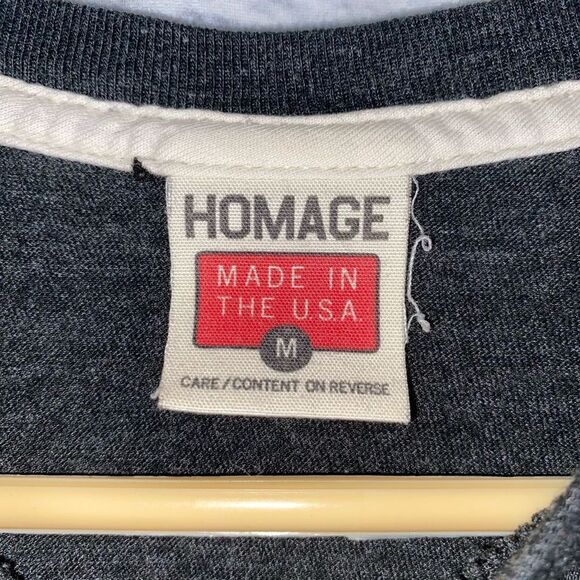 HOMAGE
MADE IN
THE U.S.A.
M
CARE/CONTENT ON REVERSE